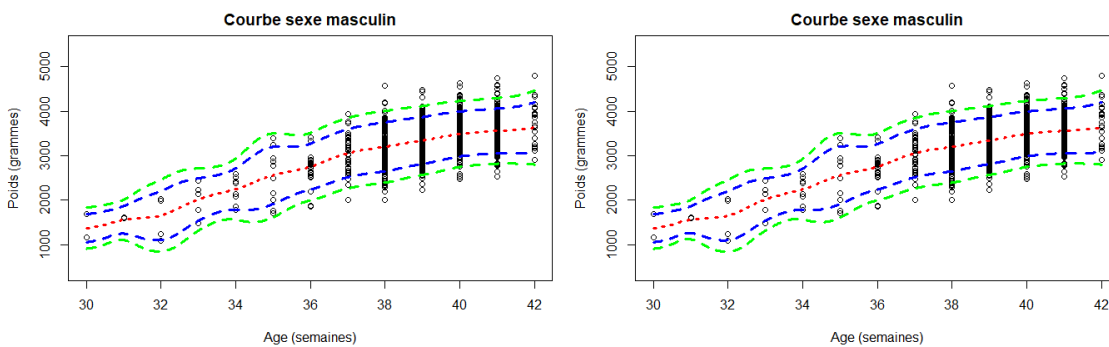 Courbe sexe masculin
Poids (grammes)
5000
4000
3000
2000
1000
30 32 34 36 38 40 42
Age (semaines)
Courbe sexe masculin
Poids (grammes)
5000
4000
3000
2000
1000
30 32 34 36 38 40 42
Age (semaines)